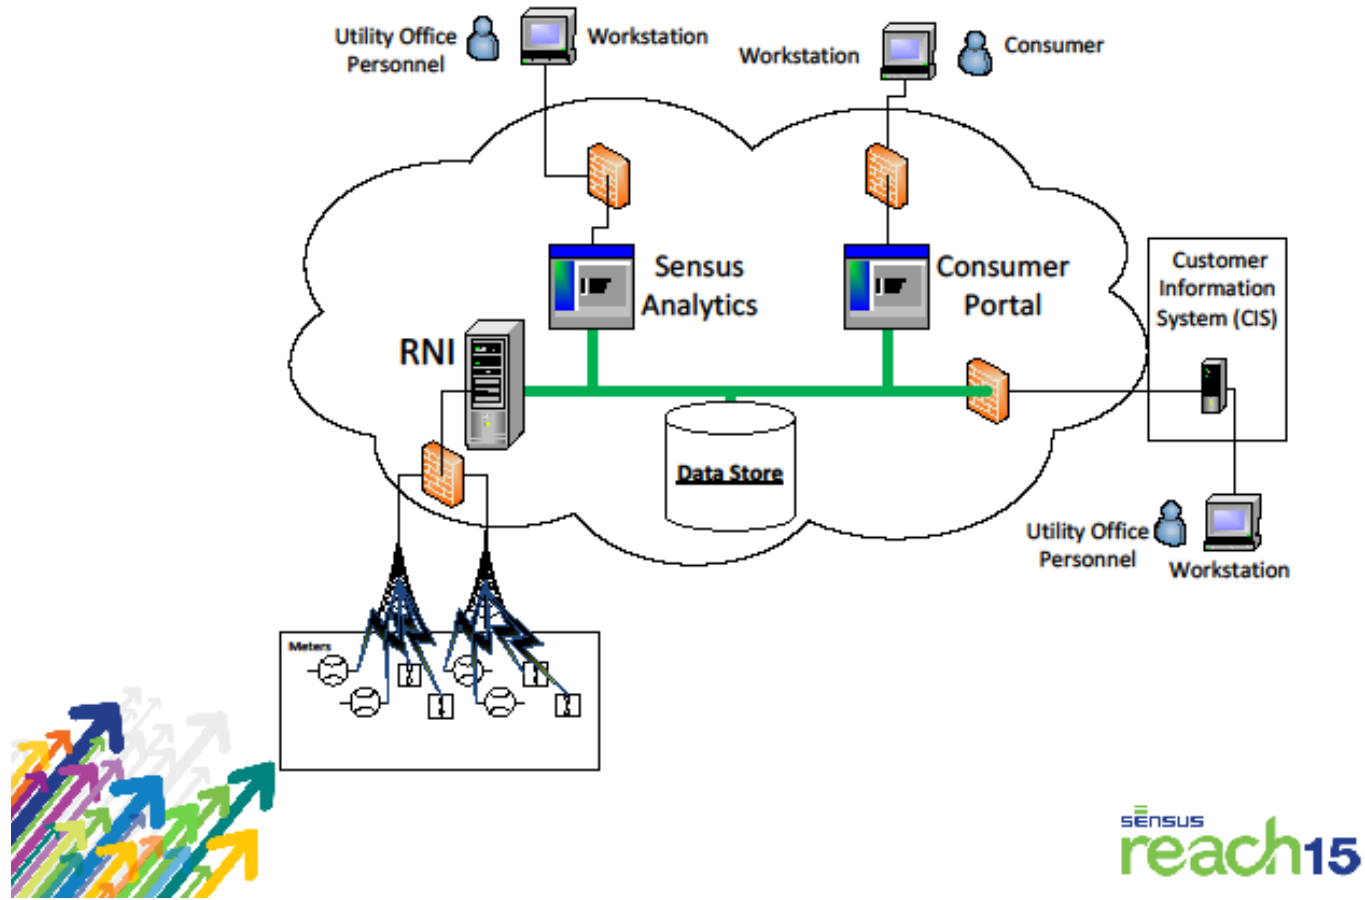 Utility Office
Personnel
Workstation
Workstation
Consumer
Sensus
Analytics
Consumer
Portal
Customer
Information
System (CIS)
RNI
Data Store
Utility Office
Personnel
Workstation
Meters
sensus
reach15